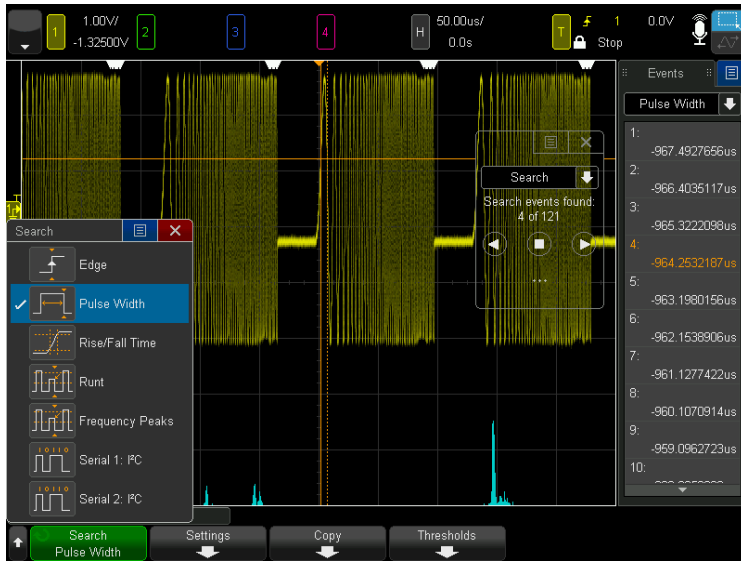 1
1.00V/
-1.32500V
2
3
4
H
50.00us/
0.0s
T
1
0.0V
Stop
Events
Pulse Width
1:
-967.4927656us
2:
-966.4035117us
3:
-965.3222098us
4:
-964.2532187us
5:
-963.1980156us
6:
-962.1538906us
7:
-961.1277422us
8:
-960.1070914us
9:
-959.0962723us
10:
Search
Search events found:
4 of 121
...
Search
Edge
Pulse Width
Rise/Fall Time
Runt
Frequency Peaks
Serial 1: I²C
Serial 2: I²C
Search
Pulse Width
Settings
Copy
Thresholds